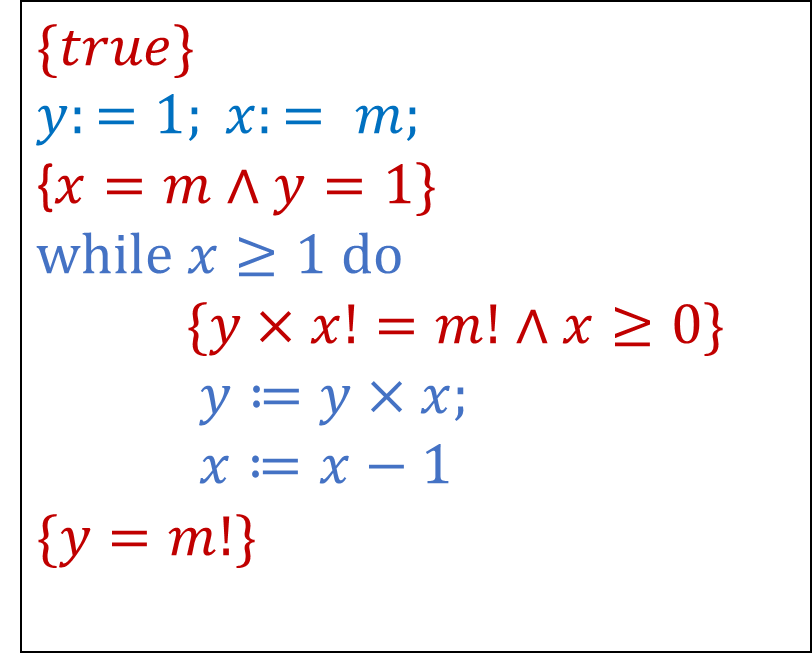 {true}
y: = 1; x: = m;
{x = m ∧ y = 1}
while x ≥ 1 do
{y × x! = m! ∧ x ≥ 0}
y ≔ y × x;
x ≔ x − 1
{y = m!}